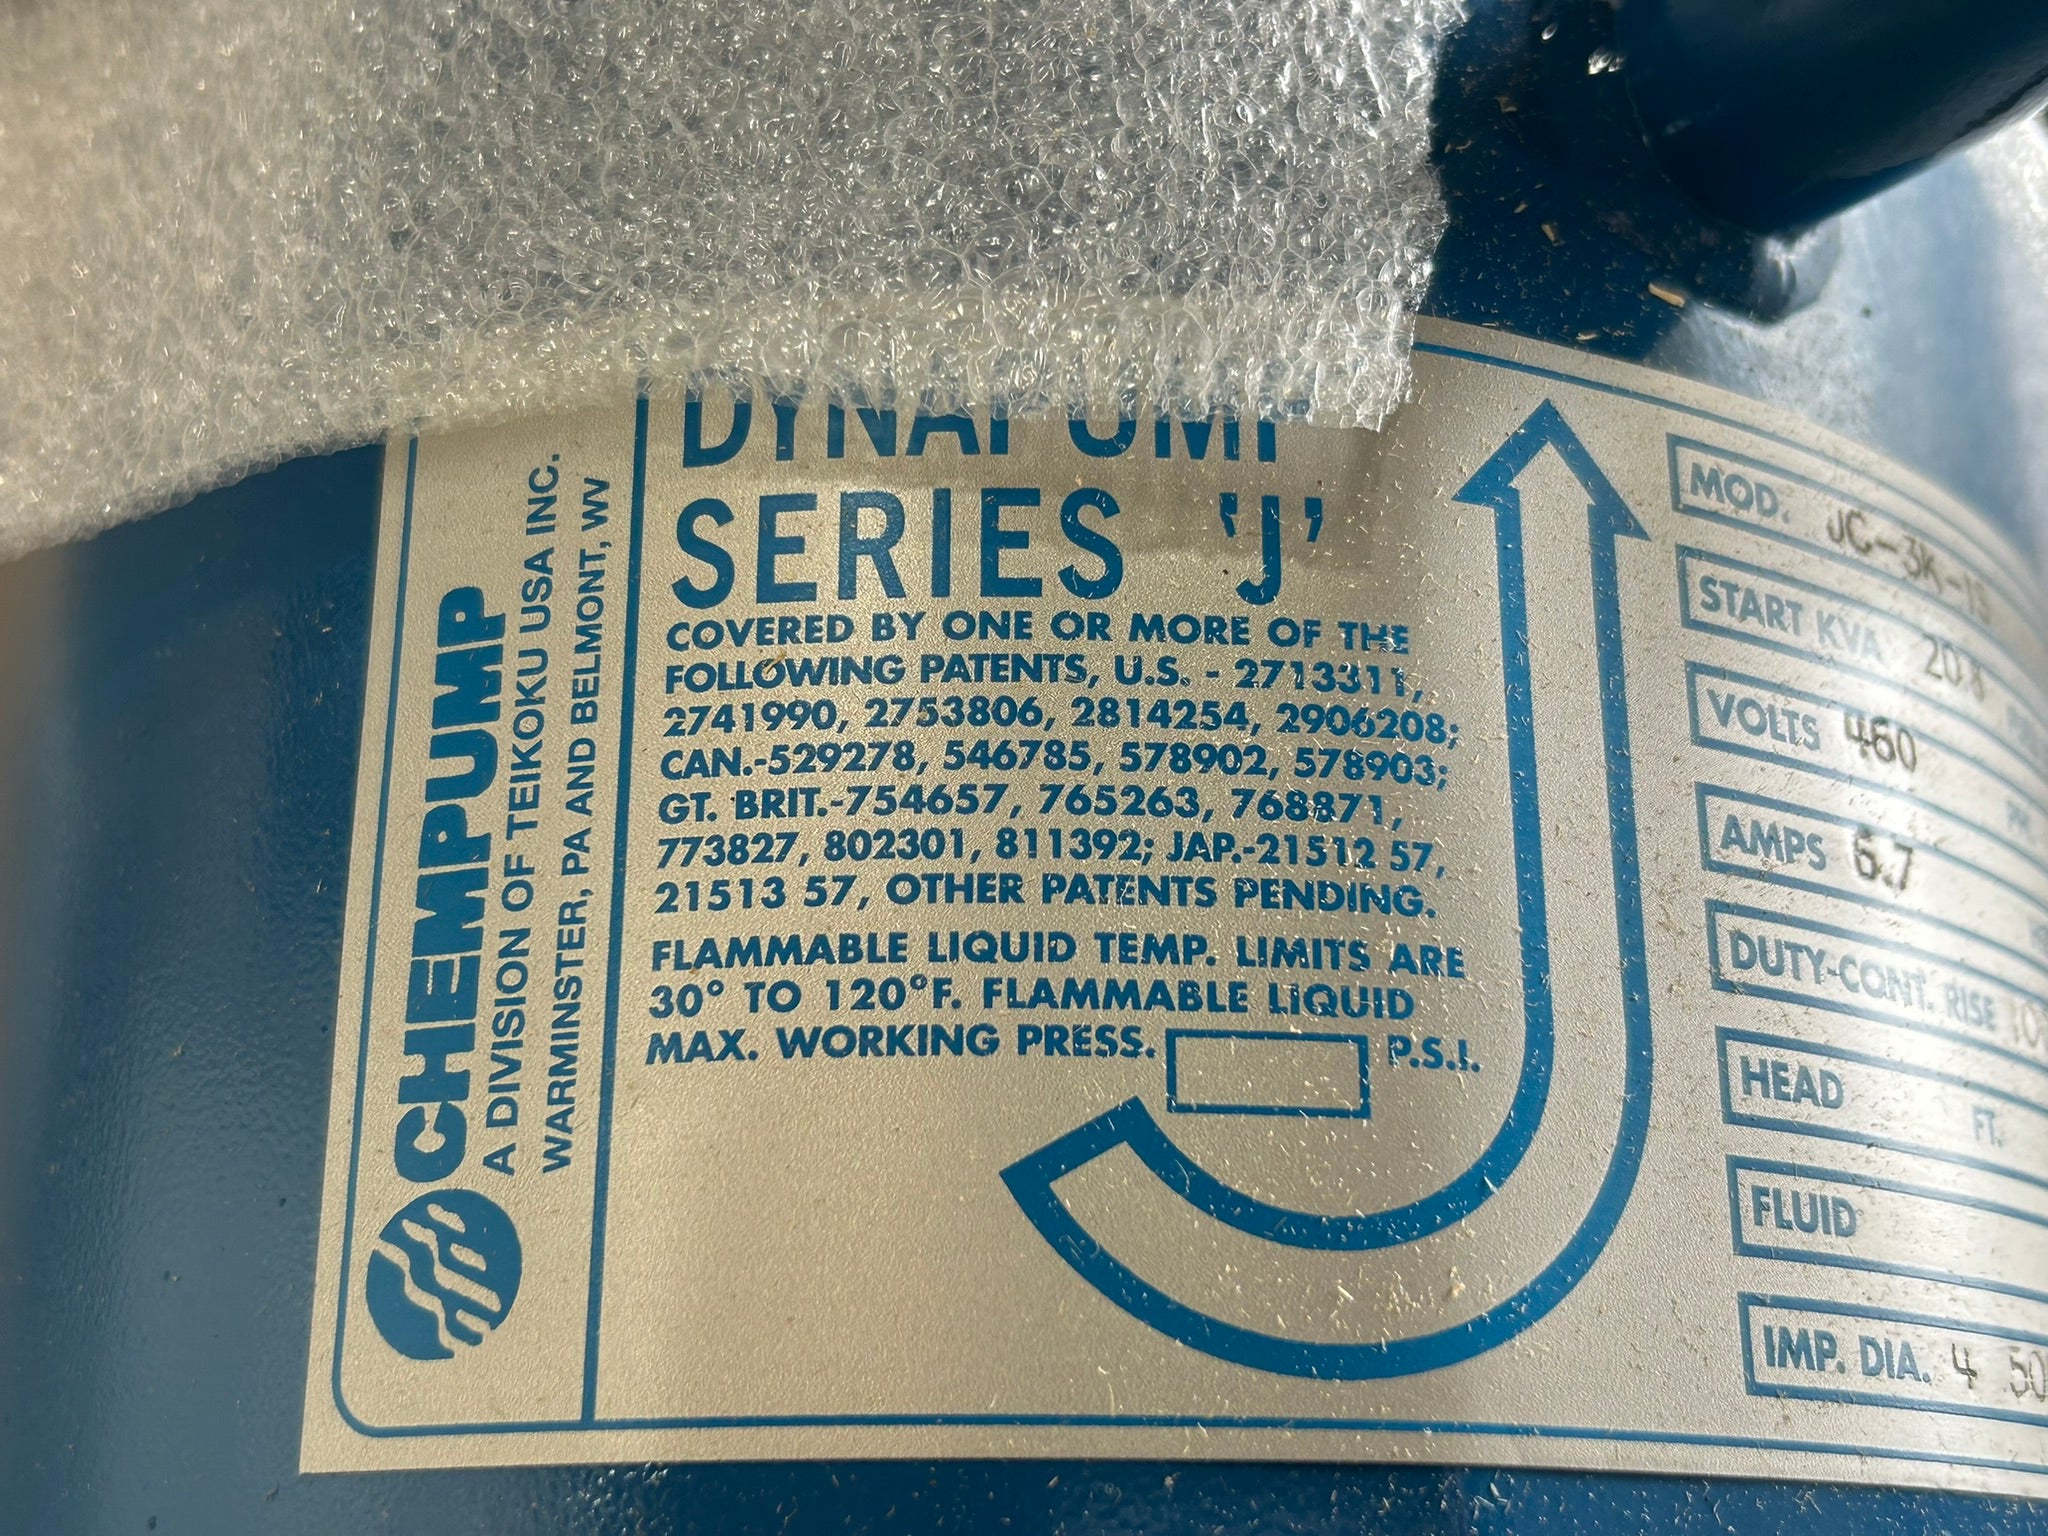 CHEMPUMP
A DIVISION OF TEIKOKU USA INC.
WARMINSTER, PA AND BELMONT, WV
DYNAPUMP
SERIES 'J'
COVERED BY ONE OR MORE OF THE
FOLLOWING PATENTS, U.S. - 2713311,
2741990, 2753806, 2814254, 2906208;
CAN.-529278, 546785, 578902, 578903;
GT. BRIT.-754657, 765263, 768871,
773827, 802301, 811392; JAP.-21512 57,
21513 57, OTHER PATENTS PENDING.
FLAMMABLE LIQUID TEMP. LIMITS ARE
30° TO 120°F. FLAMMABLE LIQUID
MAX. WORKING PRESS. P.S.I.
MOD.
START KVA 20.8
VOLTS 460
AMPS 6.7
DUTY-CONT. RISE
HEAD FT.
FLUID
IMP. DIA. 4 50